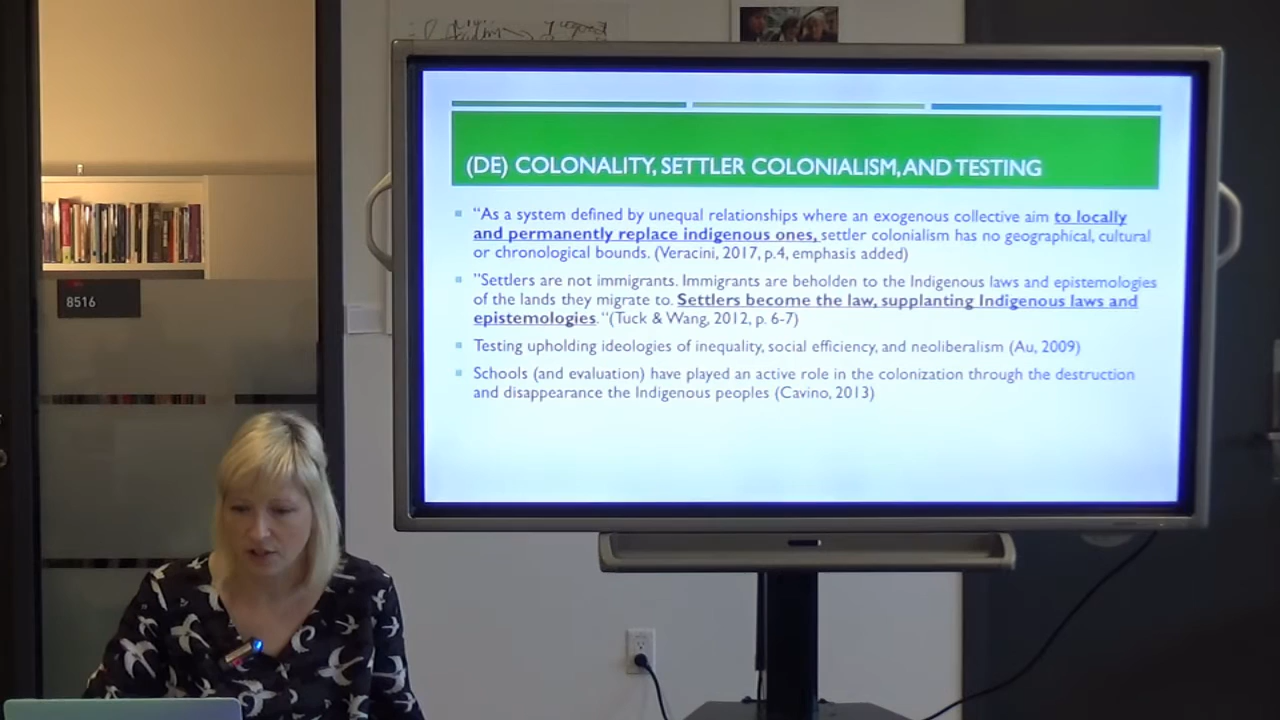 (DE) COLONALITY, SETTLER COLONIALISM, AND TESTING
"As a system defined by unequal relationships where an exogenous collective aim to locally
and permanently replace indigenous ones, settler colonialism has no geographical, cultural
or chronological bounds. (Veracini, 2017, p.4, emphasis added)
"Settlers are not immigrants. Immigrants are beholden to the Indigenous laws and epistemologies
of the lands they migrate to. Settlers become the law, supplanting Indigenous laws and
epistemologies."(Tuck & Wang, 2012, p. 6-7)
Testing upholding ideologies of inequality, social efficiency, and neoliberalism (Au, 2009)
Schools (and evaluation) have played an active role in the colonization through the destruction
and disappearance the Indigenous peoples (Cavino, 2013)
8516